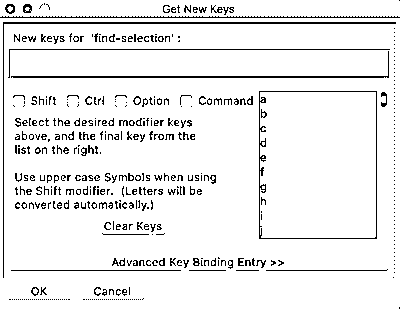 Get New Keys
New keys for 'find-selection' :
Shift Ctrl Option Command
Select the desired modifier keys
above, and the final key from the
list on the right.
Use upper case Symbols when using
the Shift modifier. (Letters will be
converted automatically.)
Clear Keys
a
b
c
d
e
f
g
h
i
j
Advanced Key Binding Entry >>
OK Cancel